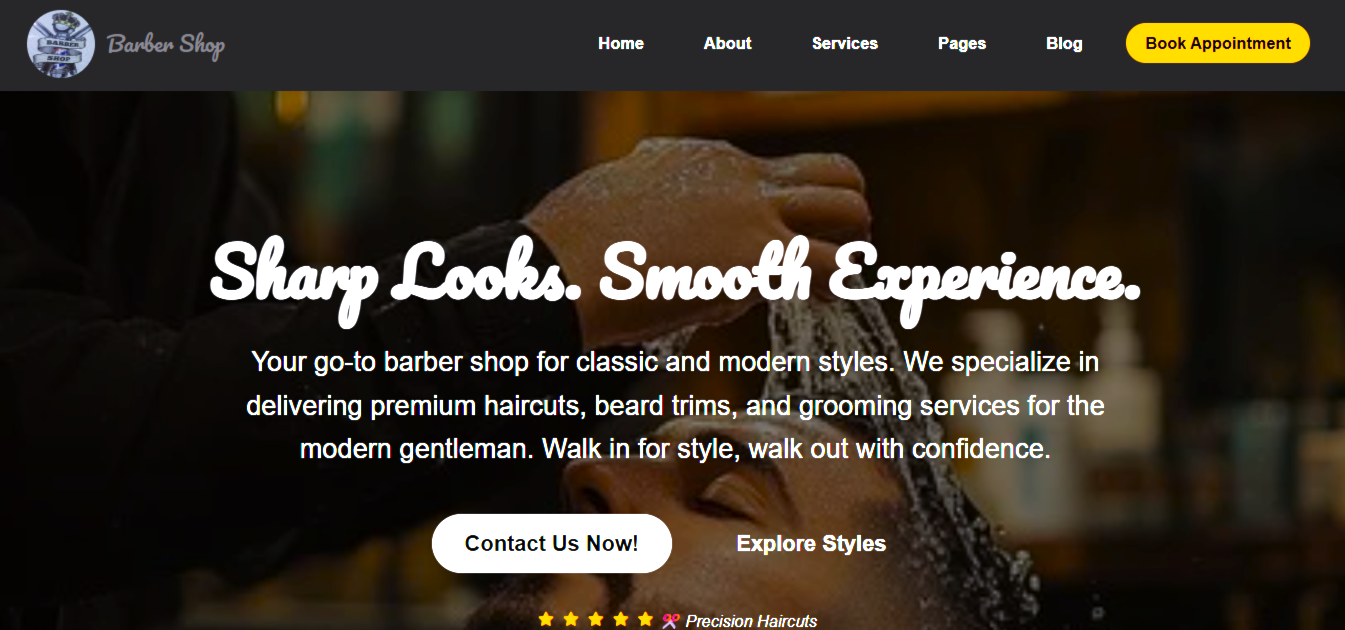 BARBER
SHOP
Barber Shop
Home
About
Services
Pages
Blog
Book Appointment
Sharp Looks. Smooth Experience.
Your go-to barber shop for classic and modern styles. We specialize in
delivering premium haircuts, beard trims, and grooming services for the
modern gentleman. Walk in for style, walk out with confidence.
Contact Us Now!
Explore Styles
Precision Haircuts